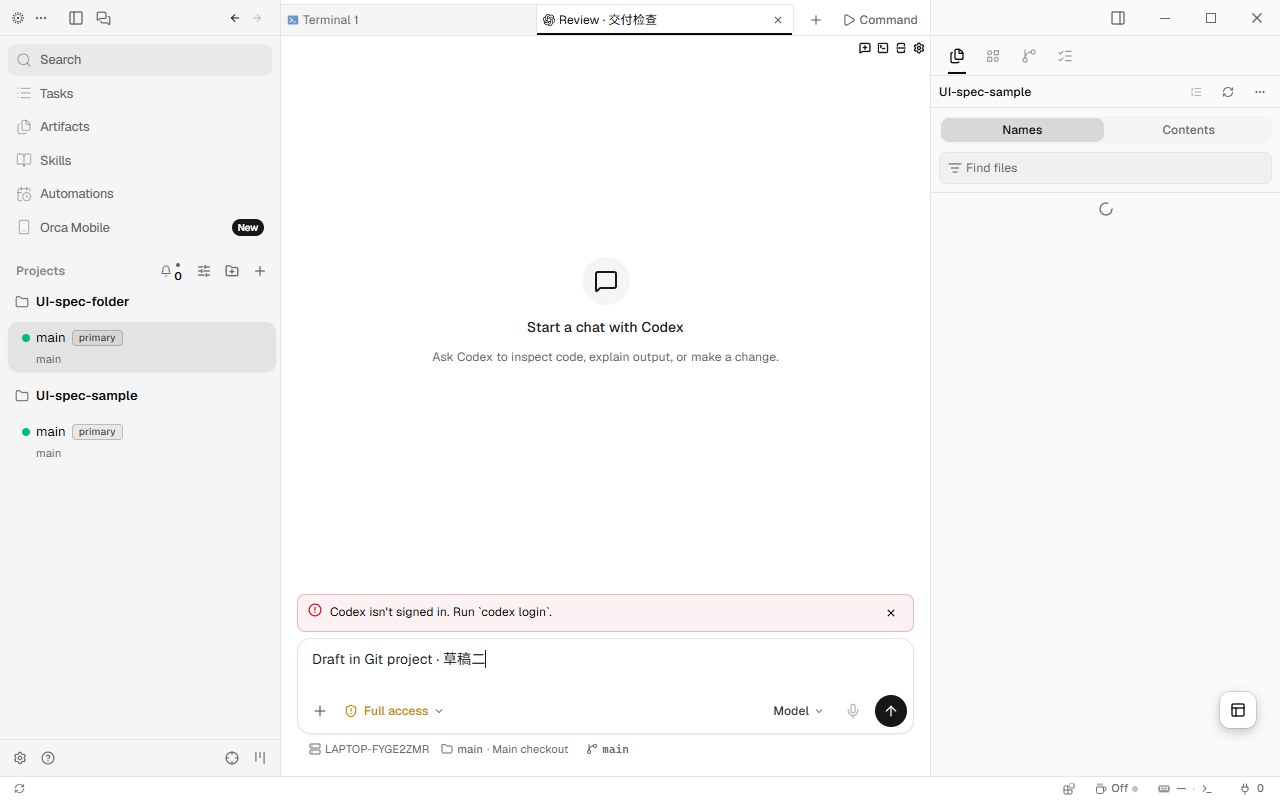 Terminal 1
Review · 交付检查
Command
Search
Tasks
Artifacts
Skills
Automations
Orca Mobile
New
Projects
0
UI-spec-folder
main primary
main
UI-spec-sample
main primary
main
Start a chat with Codex
Ask Codex to inspect code, explain output, or make a change.
Codex isn't signed in. Run `codex login`.
Draft in Git project · 草稿二
Full access
Model
LAPTOP-FYGE2ZMR
main · Main checkout
main
UI-spec-sample
Names
Contents
Find files
Off
— ·
0